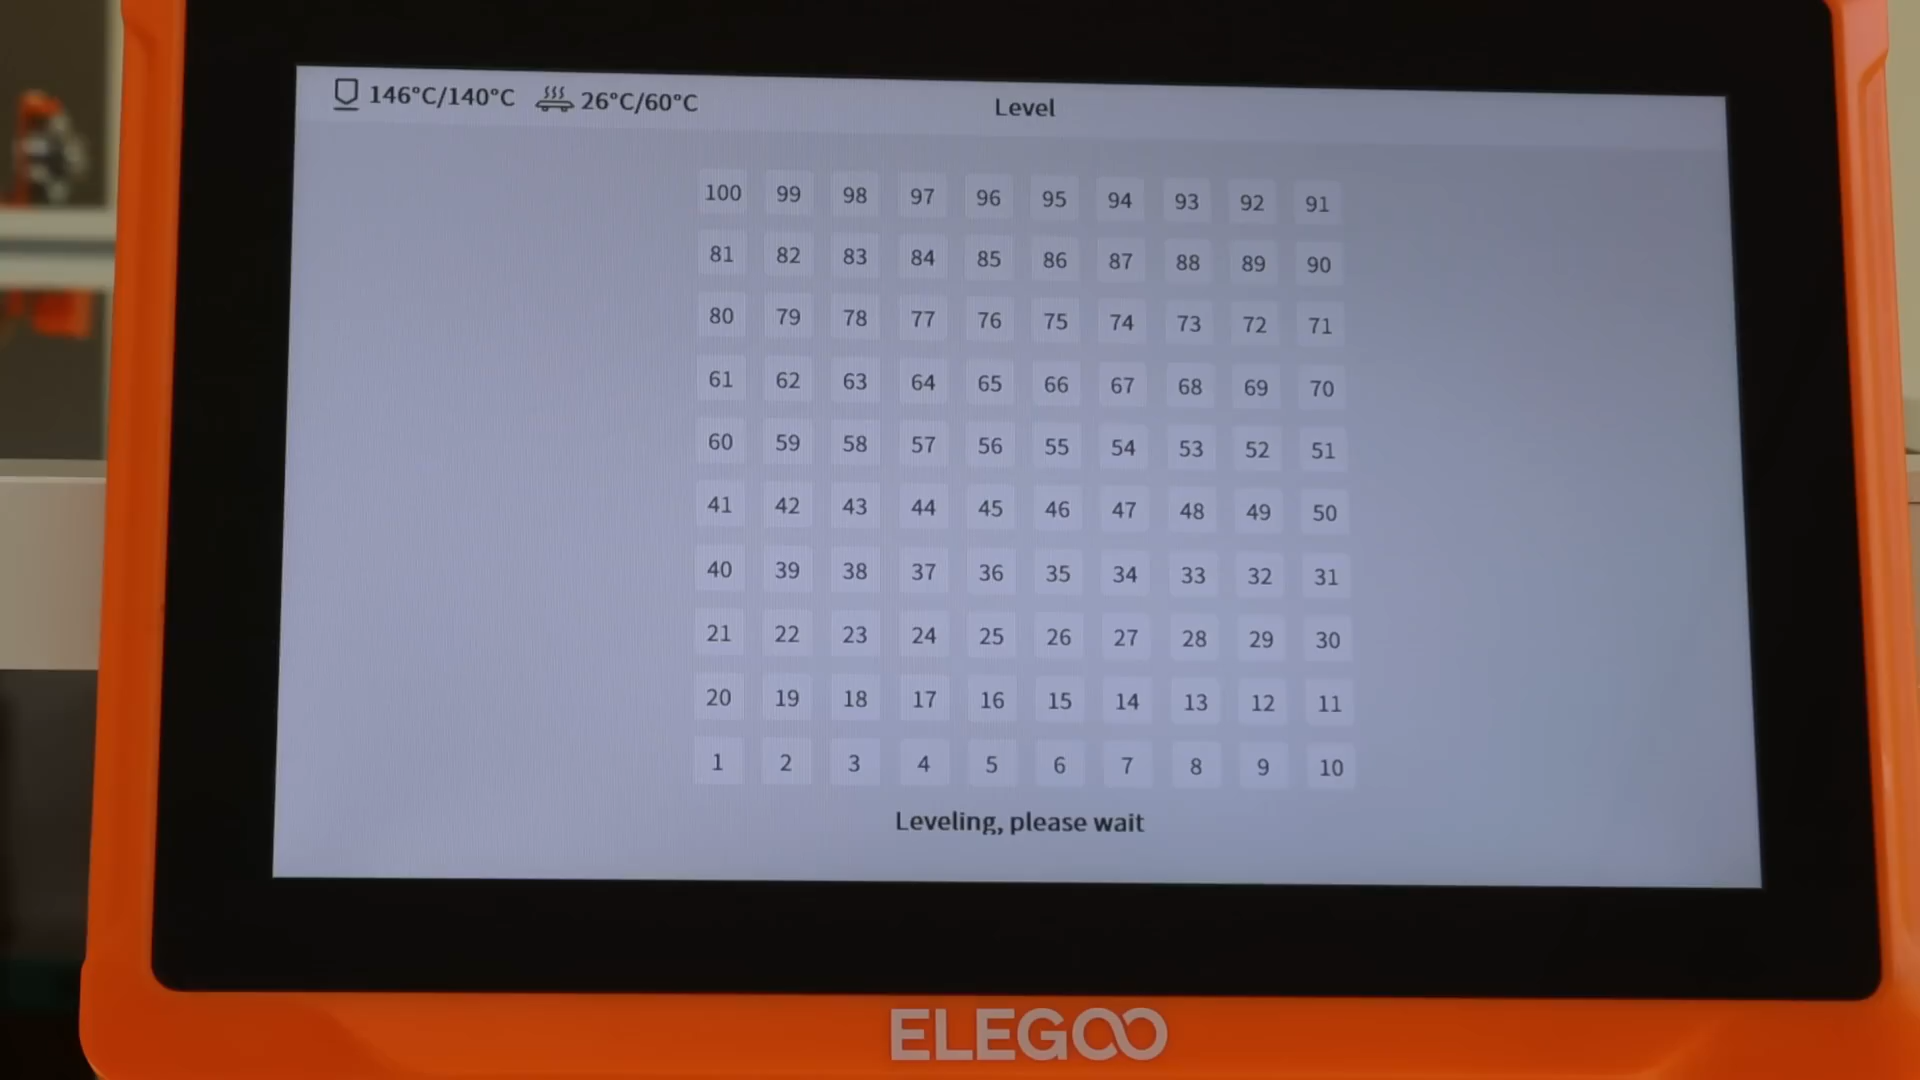 146°C/140°C 26°C/60°C Level
100 99 98 97 96 95 94 93 92 91
81 82 83 84 85 86 87 88 89 90
80 79 78 77 76 75 74 73 72 71
61 62 63 64 65 66 67 68 69 70
60 59 58 57 56 55 54 53 52 51
41 42 43 44 45 46 47 48 49 50
40 39 38 37 36 35 34 33 32 31
21 22 23 24 25 26 27 28 29 30
20 19 18 17 16 15 14 13 12 11
1 2 3 4 5 6 7 8 9 10
Leveling, please wait
ELEGOO